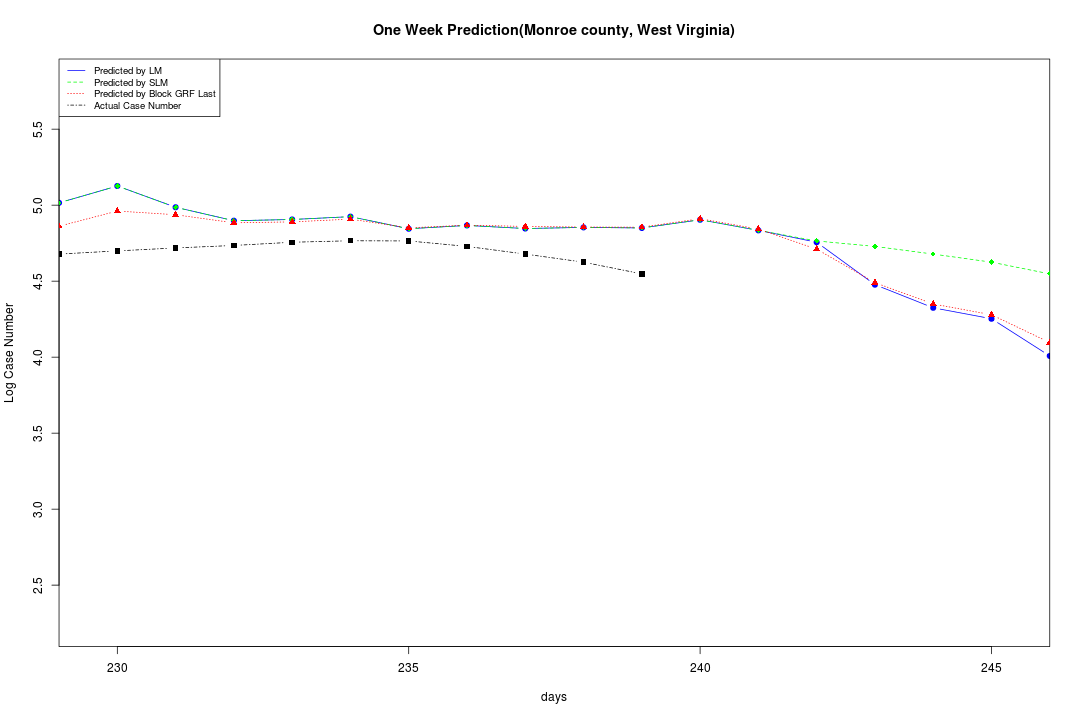 One Week Prediction(Monroe county, West Virginia)
Predicted by LM
Predicted by SLM
Predicted by Block GRF Last
Actual Case Number
5.5
5.0
4.5
4.0
3.5
3.0
2.5
Log Case Number
230 235 240 245
days